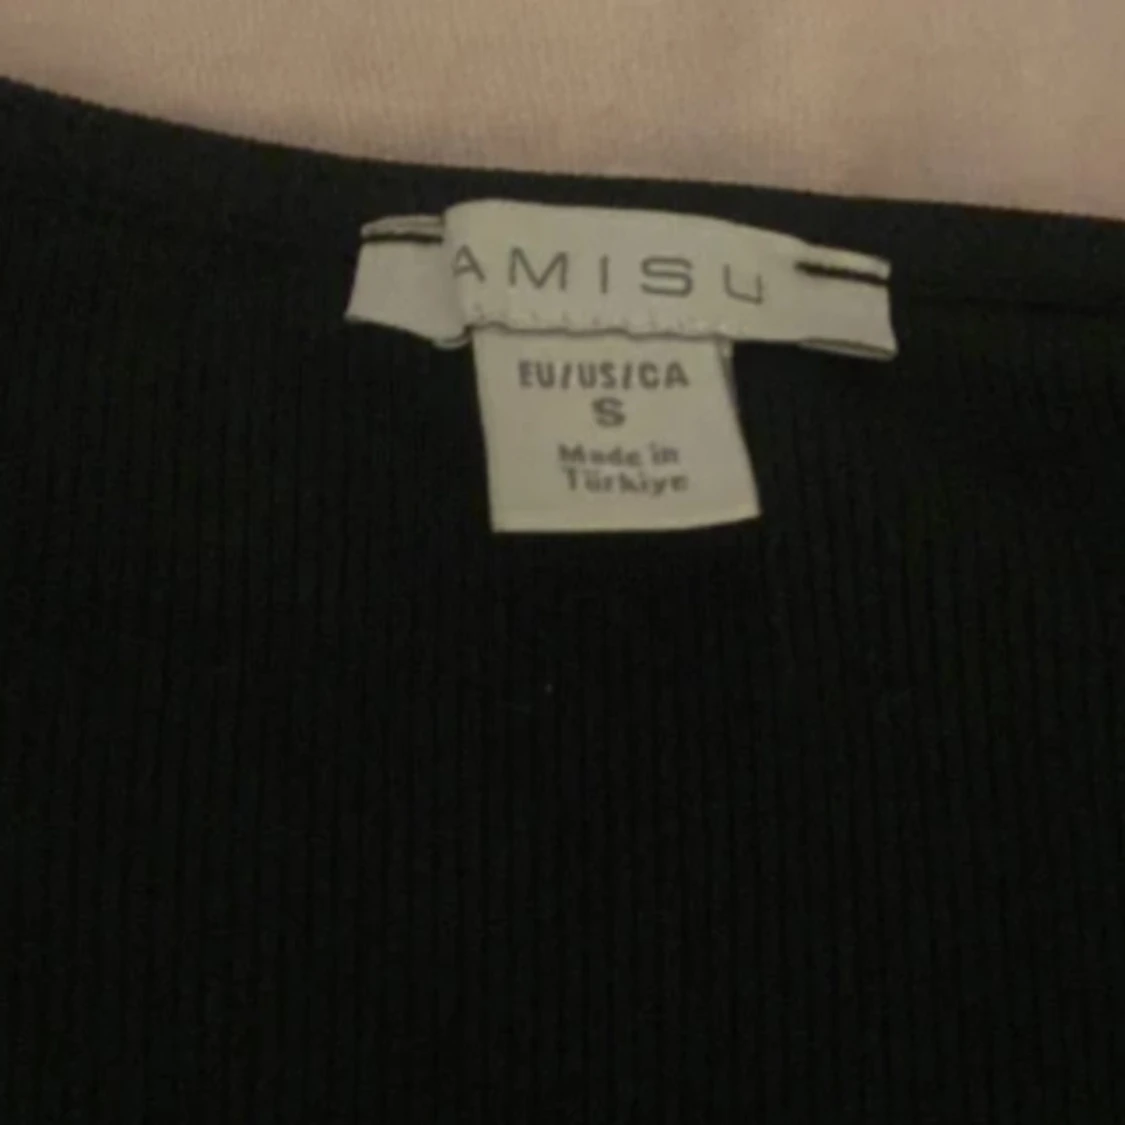 AMISU
EU/US/CA
S
Made in
Türkiye